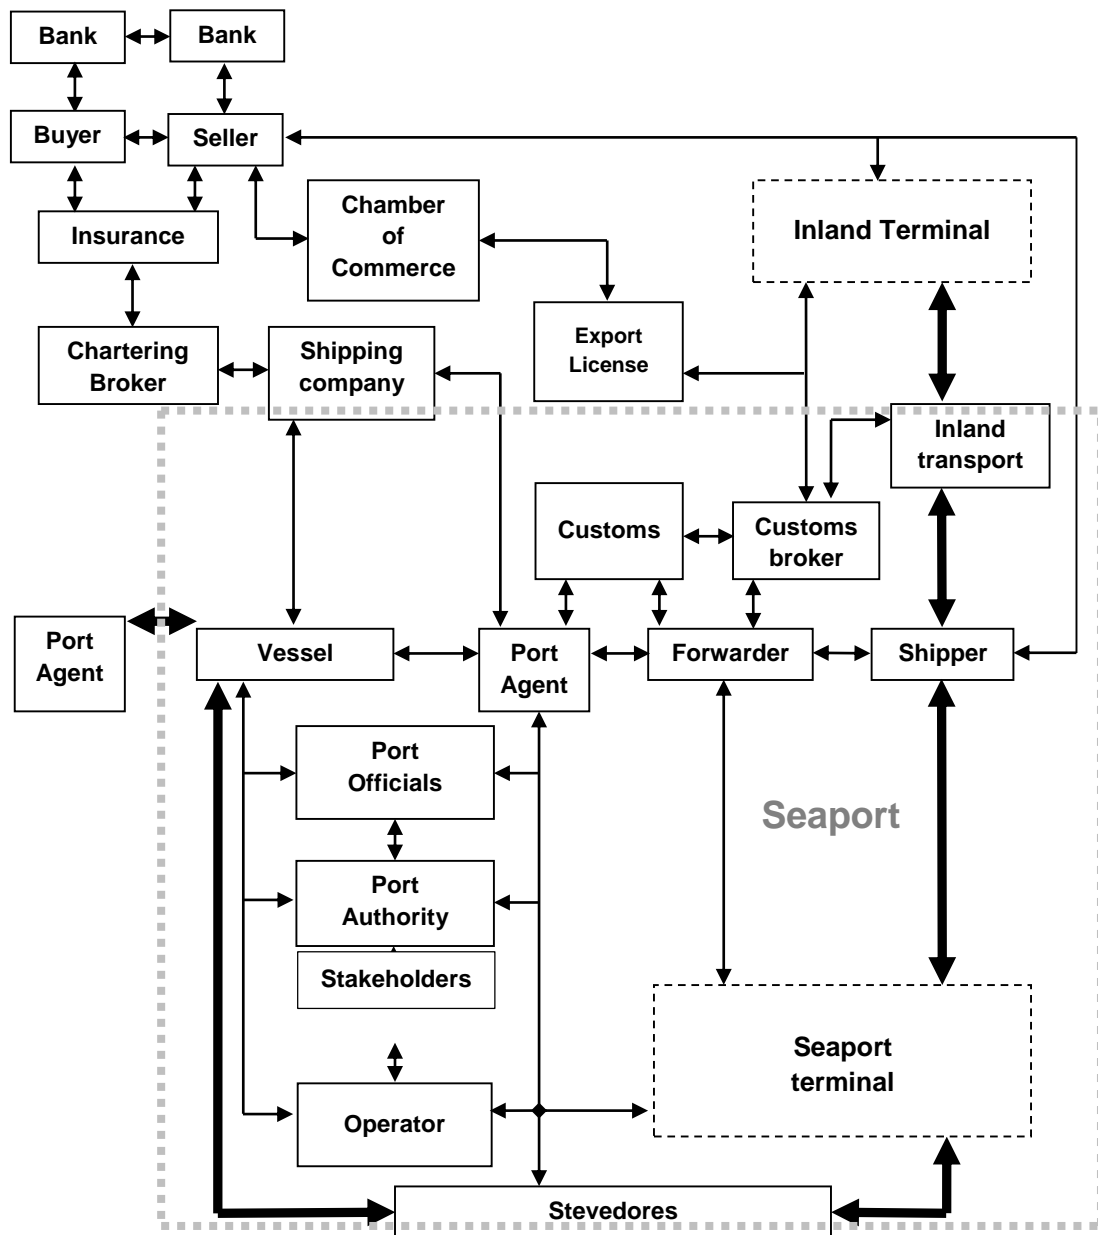 Bank
Bank
Buyer
Seller
Insurance
Chamber
of
Commerce
Inland Terminal
Export
License
Chartering
Broker
Shipping
company
Inland
transport
Customs
Customs
broker
Port
Agent
Vessel
Port
Agent
Forwarder
Shipper
Port
Officials
Seaport
Port
Authority
Stakeholders
Seaport
terminal
Operator
Stevedores